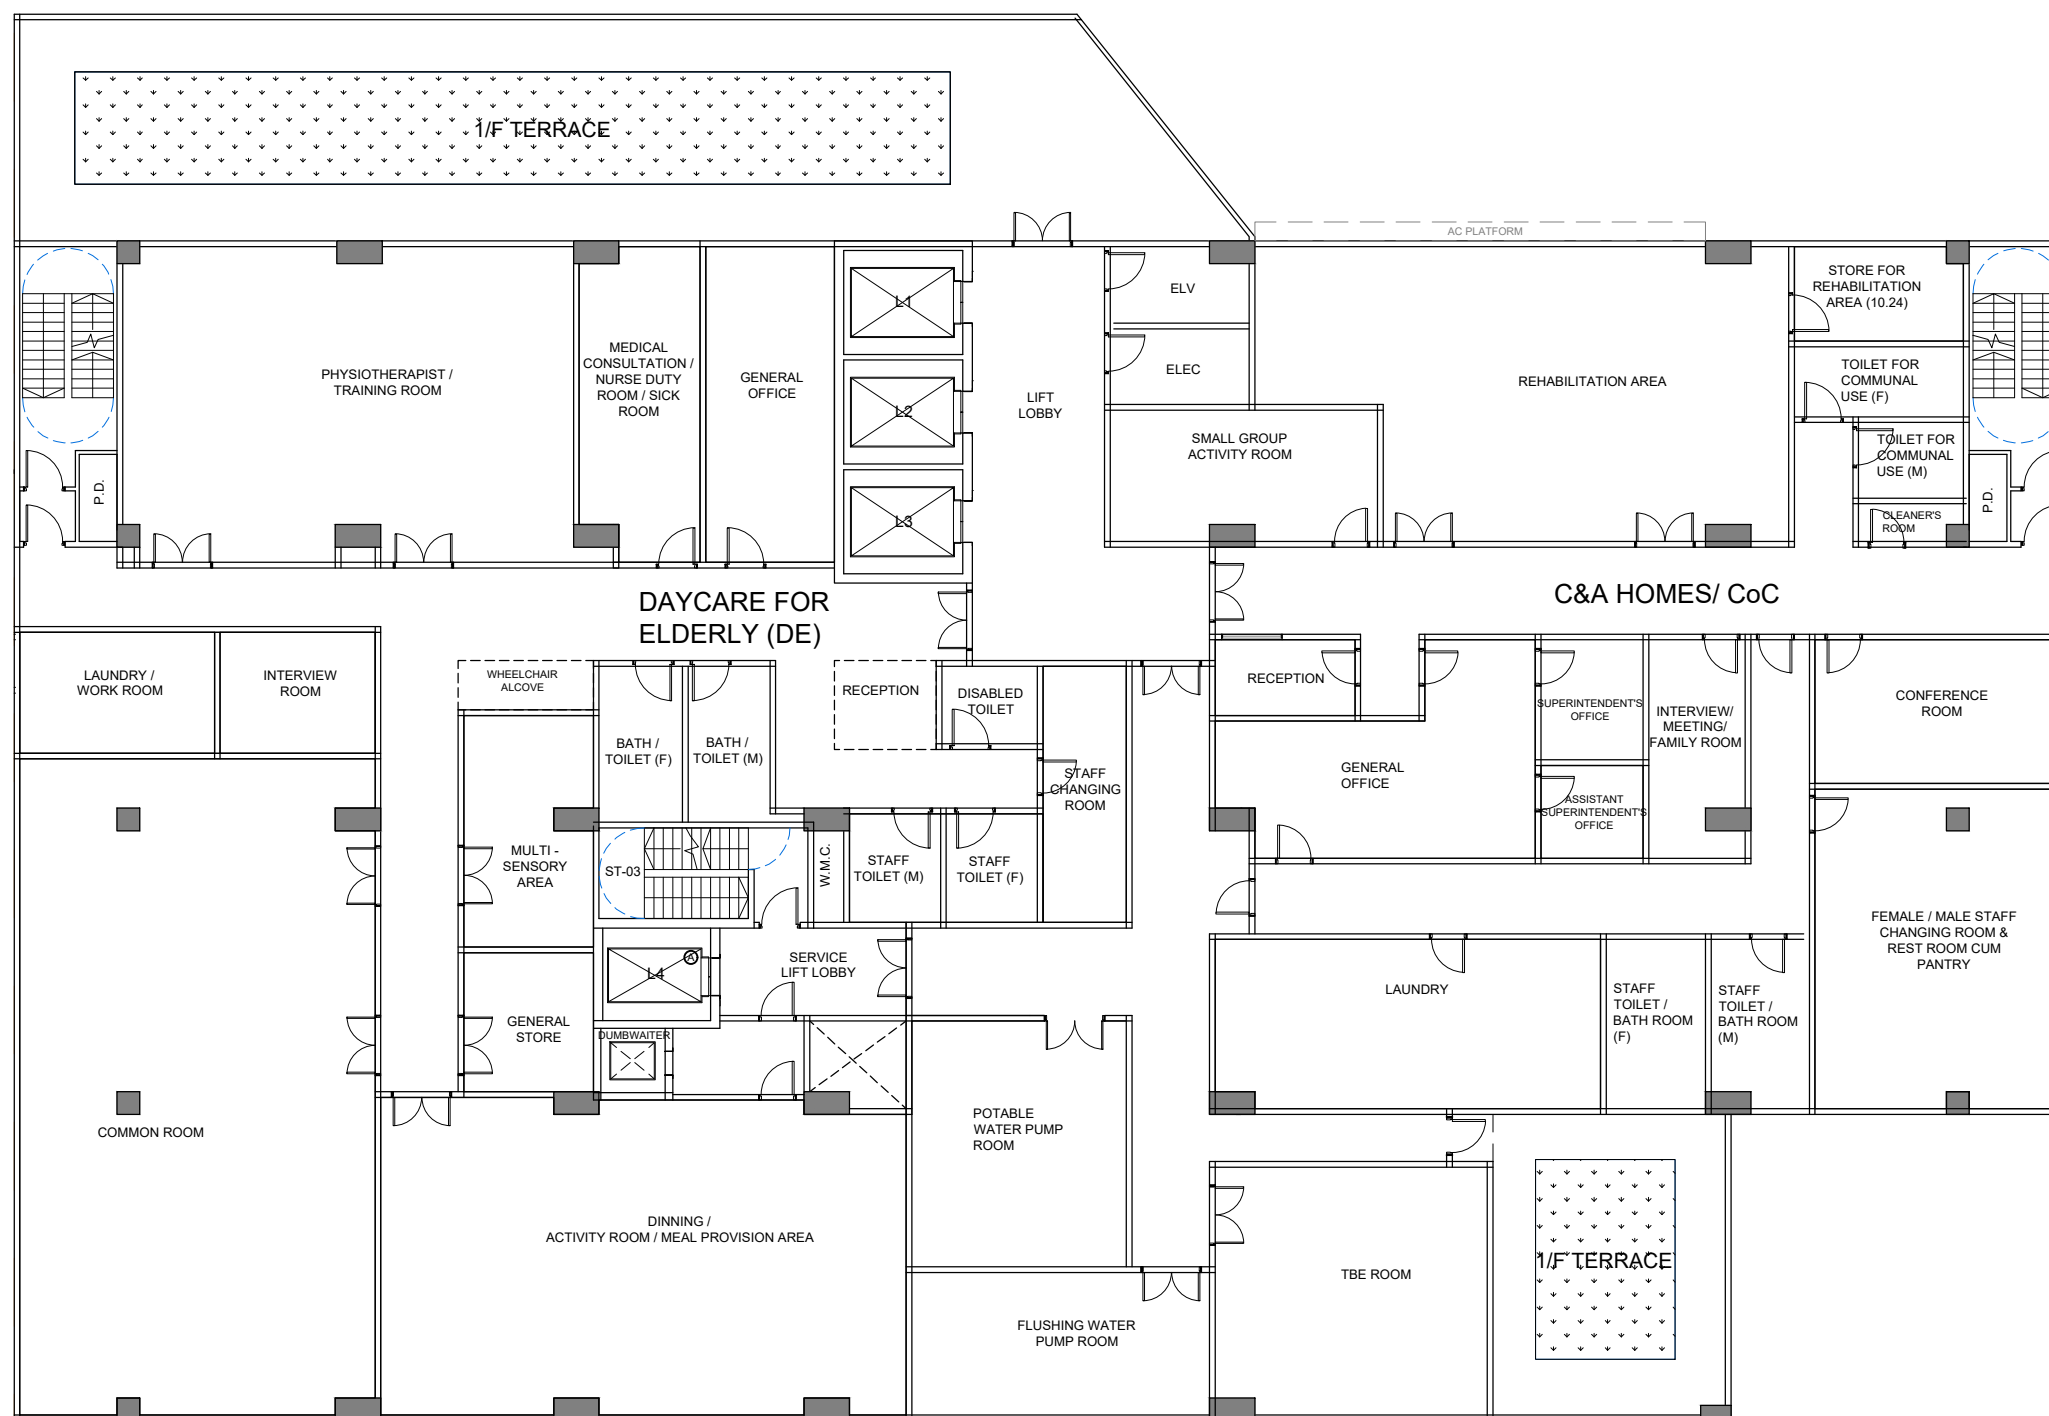 1/F TERRACE
AC PLATFORM
L1
ELV
STORE FOR
REHABILITATION
AREA (10.24)
PHYSIOTHERAPIST /
TRAINING ROOM
MEDICAL
CONSULTATION /
NURSE DUTY
ROOM / SICK
ROOM
GENERAL
OFFICE
L2
LIFT
LOBBY
ELEC
REHABILITATION AREA
TOILET FOR
COMMUNAL
USE (F)
SMALL GROUP
ACTIVITY ROOM
TOILET FOR
COMMUNAL
USE (M)
P.D.
L3
CLEANER'S
ROOM
P.D.
DAYCARE FOR
ELDERLY (DE)
C&A HOMES/ CoC
LAUNDRY /
WORK ROOM
INTERVIEW
ROOM
WHEELCHAIR
ALCOVE
RECEPTION
DISABLED
TOILET
RECEPTION
SUPERINTENDENT'S
OFFICE
INTERVIEW/
MEETING/
FAMILY ROOM
CONFERENCE
ROOM
BATH /
TOILET (F)
BATH /
TOILET (M)
STAFF
CHANGING
ROOM
GENERAL
OFFICE
ASSISTANT
SUPERINTENDENT'S
OFFICE
MULTI -
SENSORY
AREA
ST-03
W.M.C.
STAFF
TOILET (M)
STAFF
TOILET (F)
FEMALE / MALE STAFF
CHANGING ROOM &
REST ROOM CUM
PANTRY
L4
A
SERVICE
LIFT LOBBY
LAUNDRY
STAFF
TOILET /
BATH ROOM
(F)
STAFF
TOILET /
BATH ROOM
(M)
GENERAL
STORE
DUMBWAITER
COMMON ROOM
POTABLE
WATER PUMP
ROOM
DINNING /
ACTIVITY ROOM / MEAL PROVISION AREA
TBE ROOM
1/F TERRACE
FLUSHING WATER
PUMP ROOM